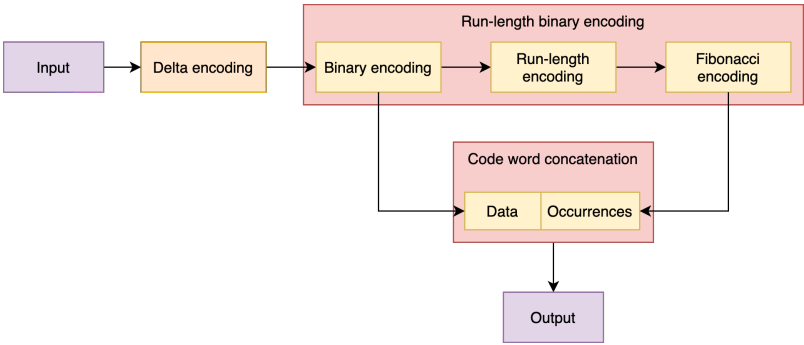 Run-length binary encoding
Input
Delta encoding
Binary encoding
Run-length
encoding
Fibonacci
encoding
Code word concatenation
Data
Occurrences
Output